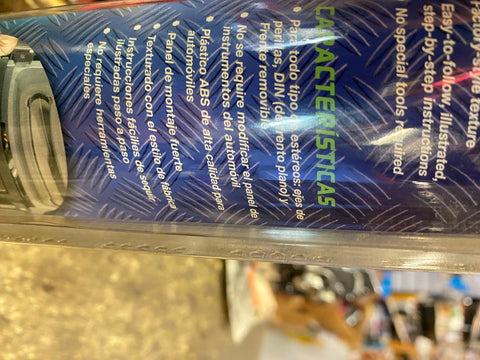 Factory-style texture
Easy-to-follow, illustrated,
step-by-step instructions
No special tools required
CARACTERÍSTICAS
• Para todo tipo de estéreos: ejes de
perillas, DIN (de frente plano) y
frente removible
• No se require modificar el panel de
instrumentos del automóvil
• Plástico ABS de alta calidad para
automóviles
• Panel de montaje fuerte
• Texturado con el estilo de fábrica
• Instrucciones fáciles de seguir,
ilustradas paso a paso
• No requiere herramientas
especiales